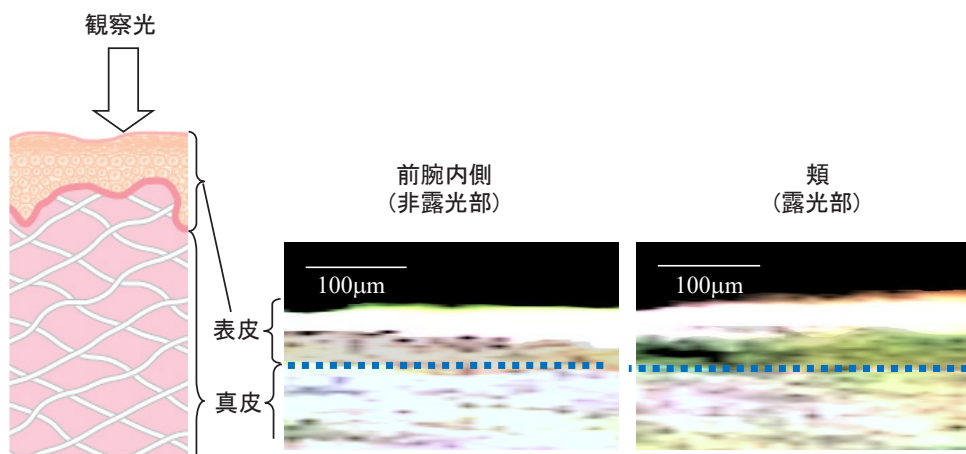 観察光
前腕内側
(非露光部)
頬
(露光部)
100μm
100μm
表皮
真皮